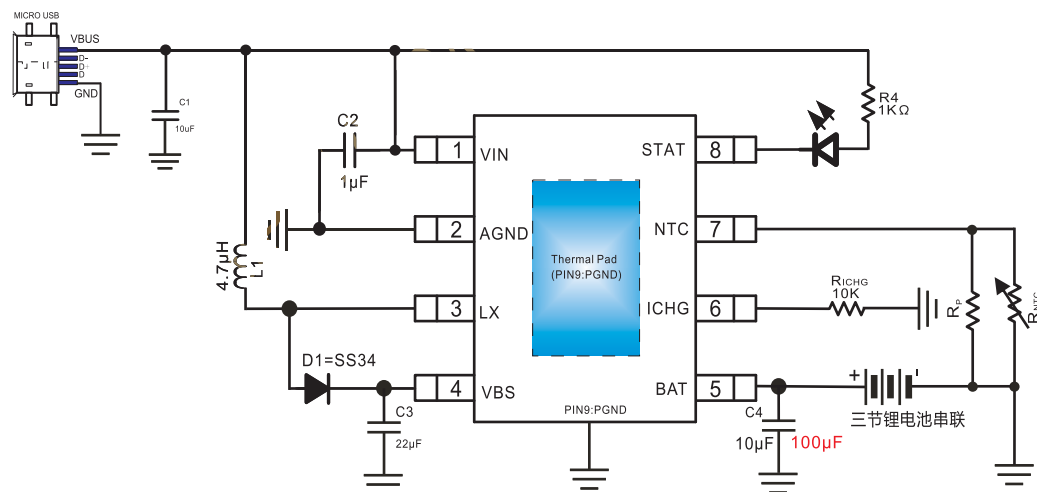 MICRO USB
VBUS
D-
D+
D
GND
J1
C1
10uF
C2
1μF
4.7μH
L1
D1=SS34
C3
22μF
1
VIN
2
AGND
3
LX
4
VBS
Thermal Pad
(PIN9:PGND)
PIN9:PGND
STAT
8
NTC
7
ICHG
6
BAT
5
R4
1KΩ
RICHG
10K
RP
RNTC
C4
10μF
100μF
+
-
三节锂电池串联